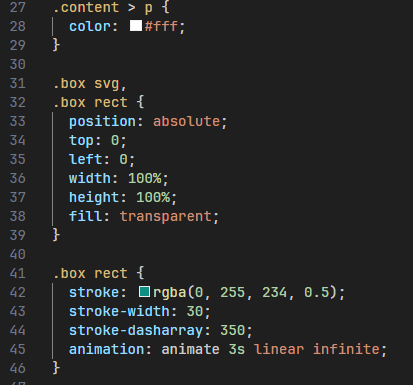 27 .content > p {
28 color: #fff;
29 }
30
31 .box svg,
32 .box rect {
33 position: absolute;
34 top: 0;
35 left: 0;
36 width: 100%;
37 height: 100%;
38 fill: transparent;
39 }
40
41 .box rect {
42 stroke: rgba(0, 255, 234, 0.5);
43 stroke-width: 30;
44 stroke-dasharray: 350;
45 animation: animate 3s linear infinite;
46 }